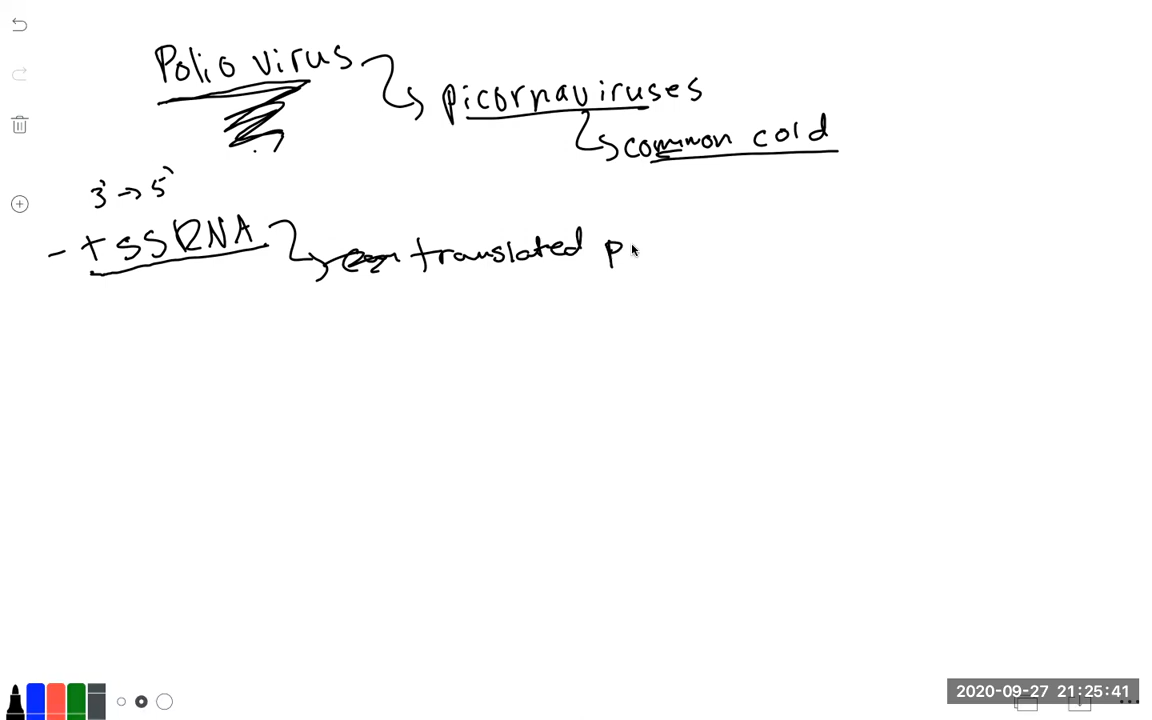 Polio virus
picornaviruses
common cold
3' → 5'
- + ssRNA
translated p
2020-09-27 21:25:41